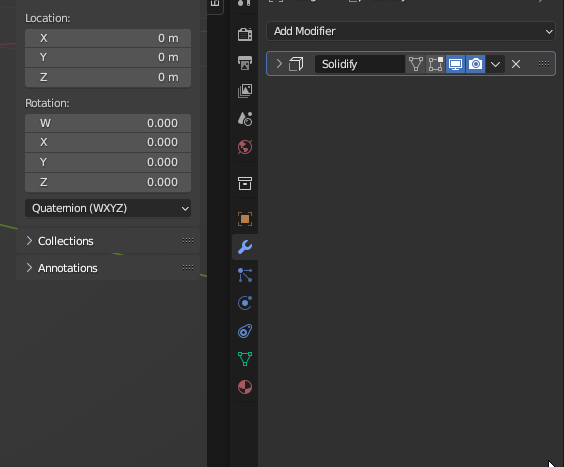 Location:
X 0 m
Y 0 m
Z 0 m
Rotation:
W 0.000
X 0.000
Y 0.000
Z 0.000
Quaternion (WXYZ)
Collections
Annotations
Add Modifier
Solidify